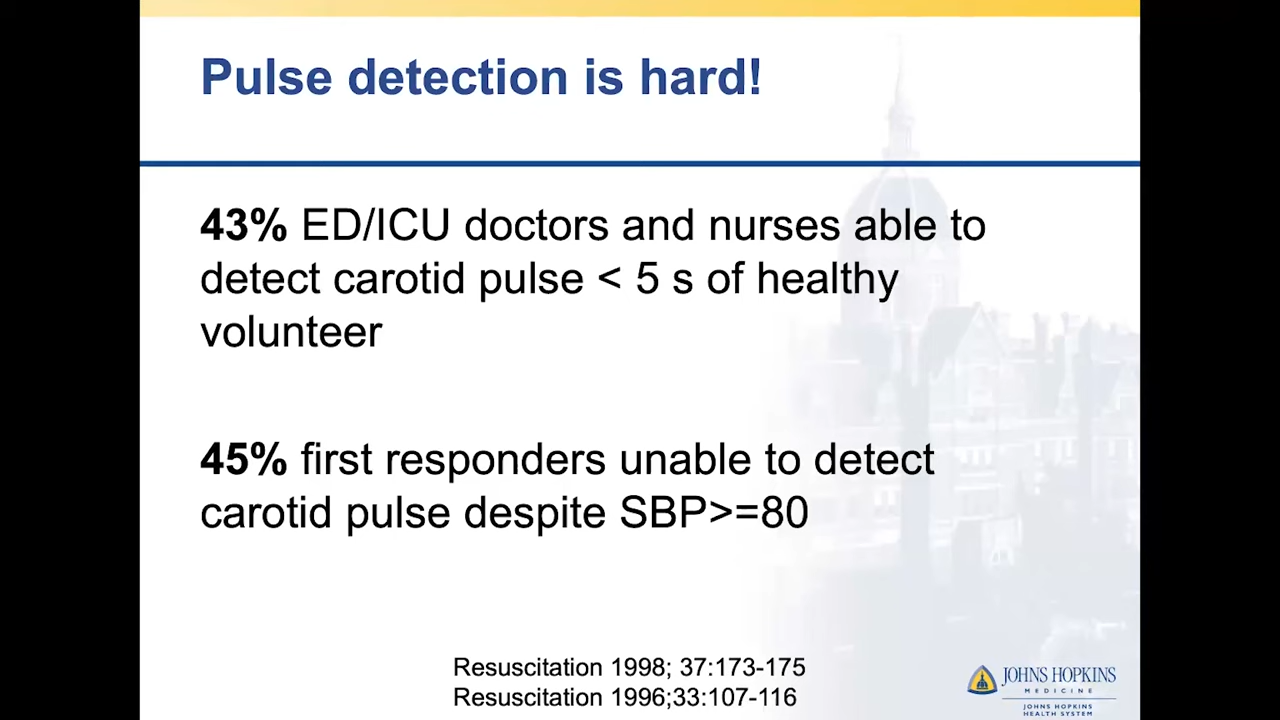 Pulse detection is hard!
43% ED/ICU doctors and nurses able to
detect carotid pulse < 5 s of healthy
volunteer
45% first responders unable to detect
carotid pulse despite SBP>=80
Resuscitation 1998; 37:173-175
Resuscitation 1996;33:107-116
JOHNS HOPKINS
MEDICINE
JOHNS HOPKINS
HEALTH SYSTEM